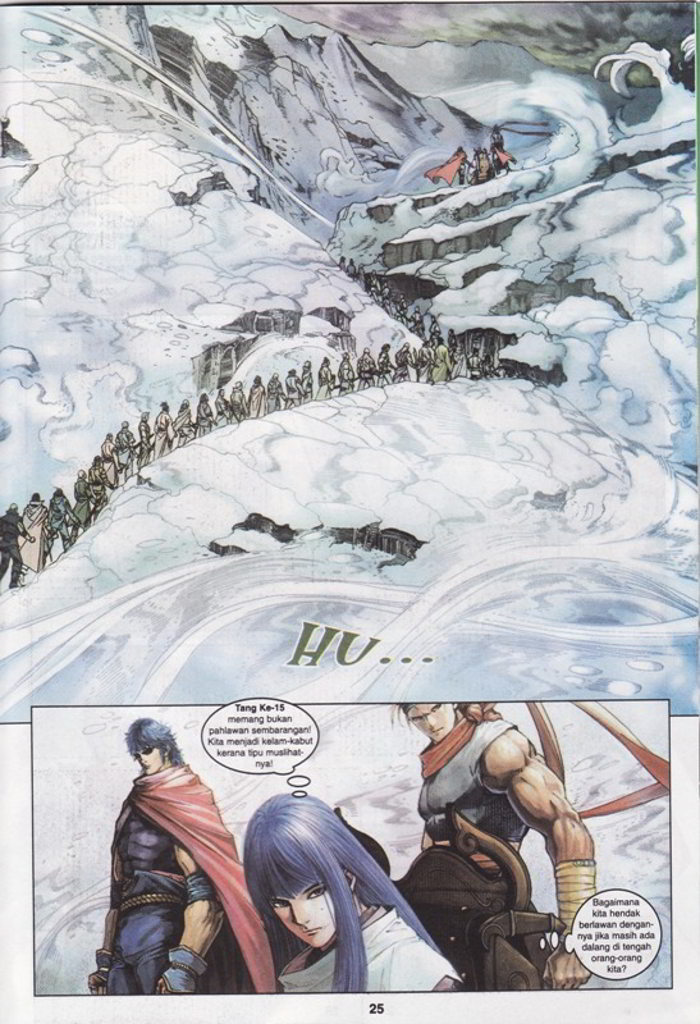 HU...
Tang Ke-15
memang bukan
pahlawan sembarangan!
Kita menjadi kelam-kabut
kerana tipu muslihat-
nya!
Bagaimana
kita hendak
berlawan dengan-
nya jika masih ada
dalang di tengah
orang-orang
kita?
25